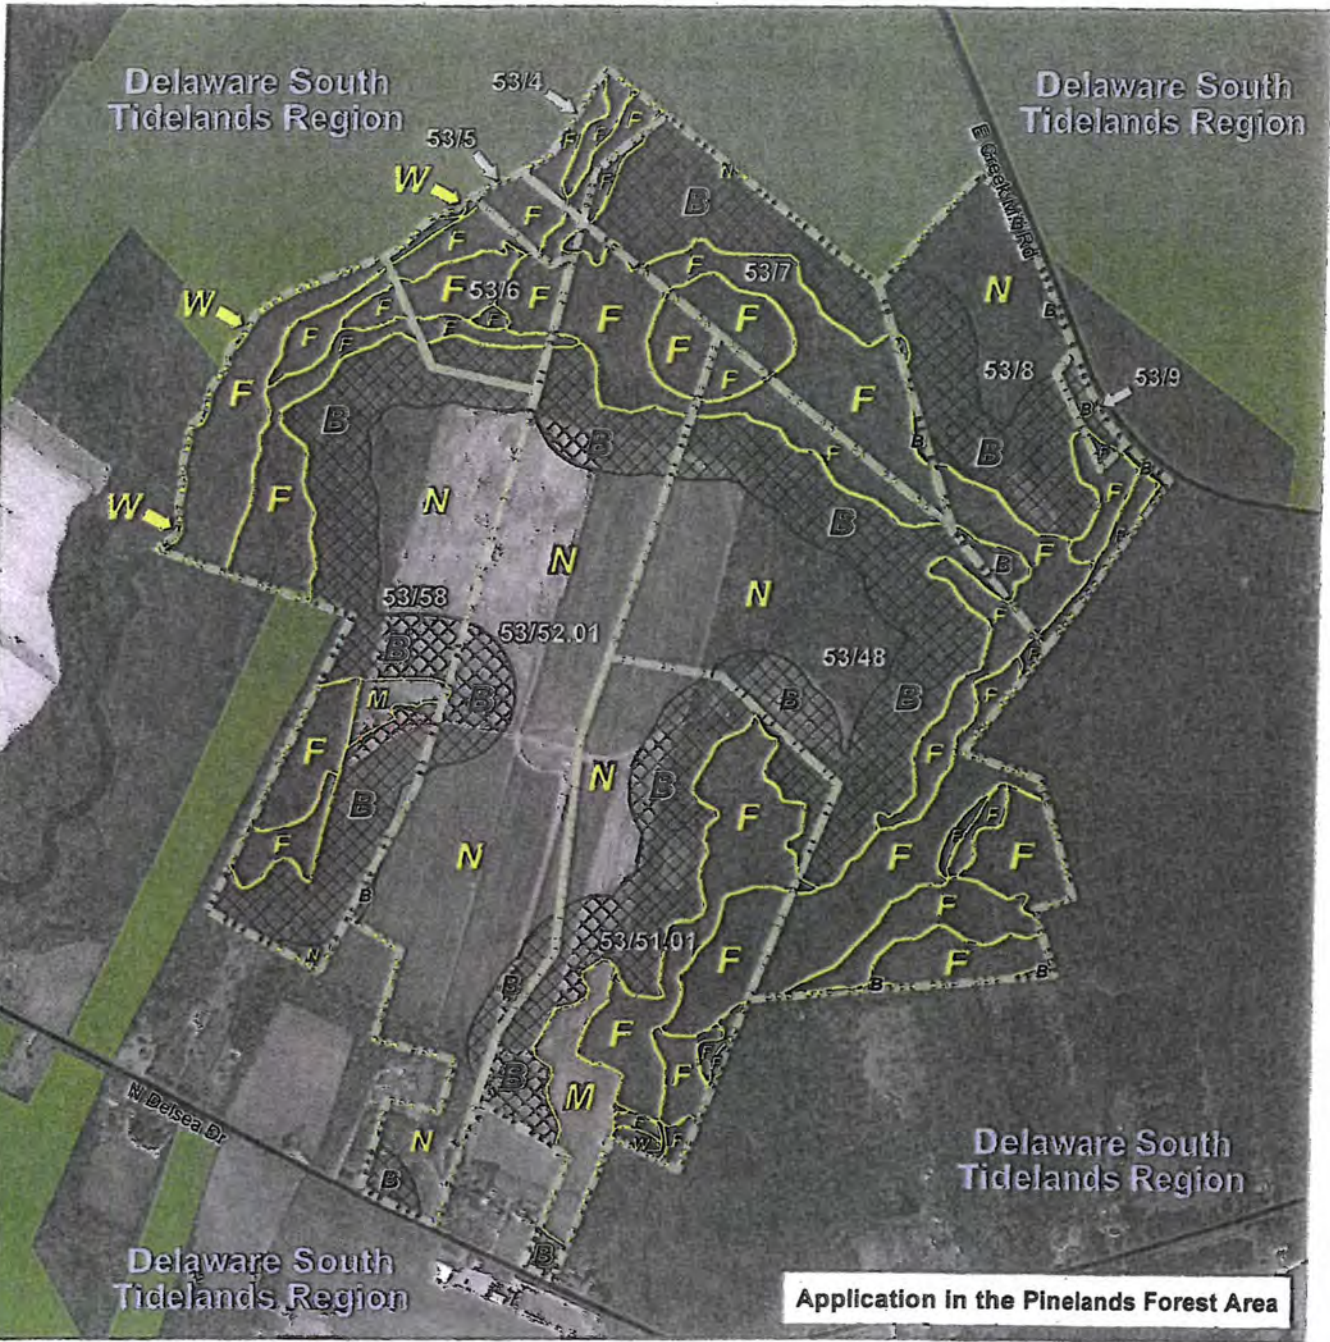 Delaware South
Tidelands Region
Delaware South
Tidelands Region
53/4
53/5
W
F
F
F
F
N
B
E Creek Mill Rd
F
F
F
F
53/6
F
F
53/7
F
F
N
B
W
F
F
F
F
F
F
F
53/8
53/9
B
F
F
B
B
F
B
B
F
F
W
F
N
N
B
F
F
B
N
F
53/58
53/52.01
B
53/48
F
M
B
B
B
F
F
F
B
N
B
F
F
F
F
N
F
F
B
F
N
53/51.01
F
F
B
B
B
F
F
F
F
B
M
F
W
F
N Delsea Dr
N
B
B
Delaware South
Tidelands Region
Delaware South
Tidelands Region
Application in the Pinelands Forest Area